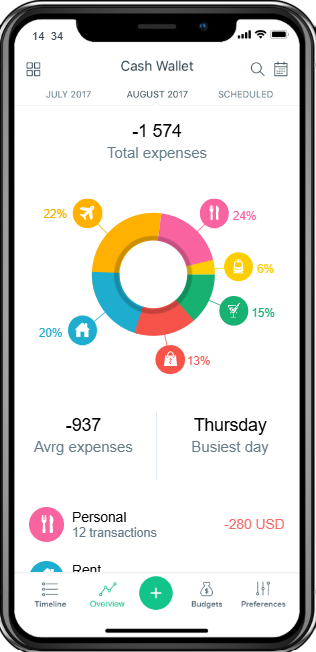 14 34
Cash Wallet
JULY 2017 AUGUST 2017 SCHEDULED
-1 574
Total expenses
22% 24%
6%
15%
20%
13%
-937 Thursday
Avrg expenses Busiest day
Personal -280 USD
12 transactions
Rent
Timeline Overview Budgets Preferences